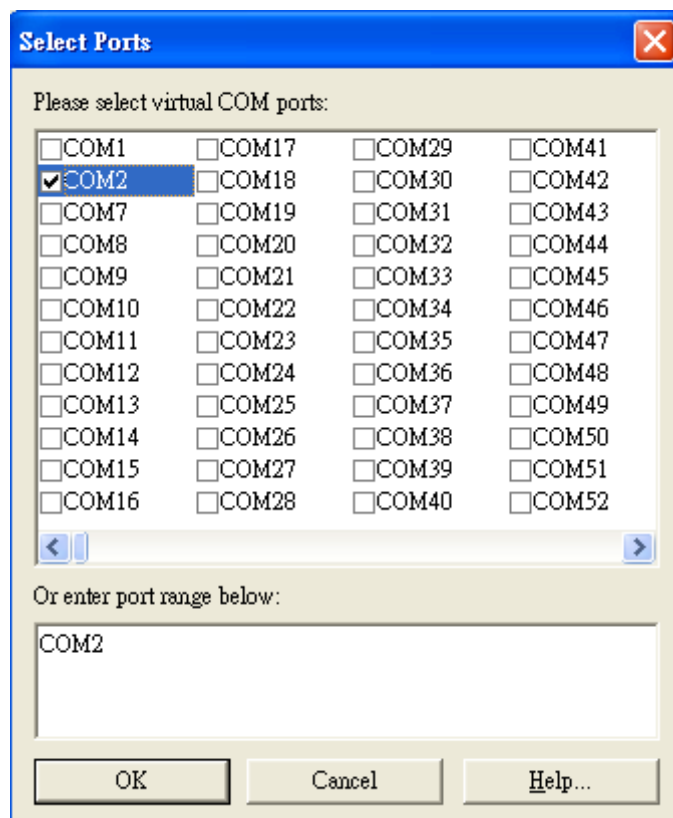 Select Ports
Please select virtual COM ports:
COM1 COM17 COM29 COM41
COM2 COM18 COM30 COM42
COM7 COM19 COM31 COM43
COM8 COM20 COM32 COM44
COM9 COM21 COM33 COM45
COM10 COM22 COM34 COM46
COM11 COM23 COM35 COM47
COM12 COM24 COM36 COM48
COM13 COM25 COM37 COM49
COM14 COM26 COM38 COM50
COM15 COM27 COM39 COM51
COM16 COM28 COM40 COM52
Or enter port range below:
COM2
OK Cancel Help...